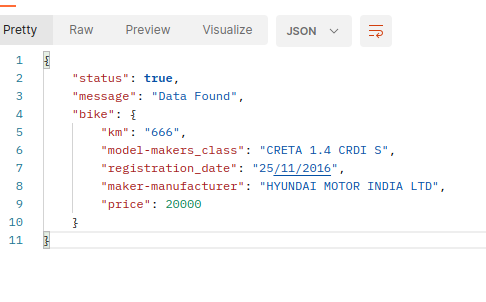 Pretty Raw Preview Visualize JSON
1 {
2 "status": true,
3 "message": "Data Found",
4 "bike": {
5 "km": "666",
6 "model-makers_class": "CRETA 1.4 CRDI S",
7 "registration_date": "25/11/2016",
8 "maker-manufacturer": "HYUNDAI MOTOR INDIA LTD",
9 "price": 20000
10 }
11 }